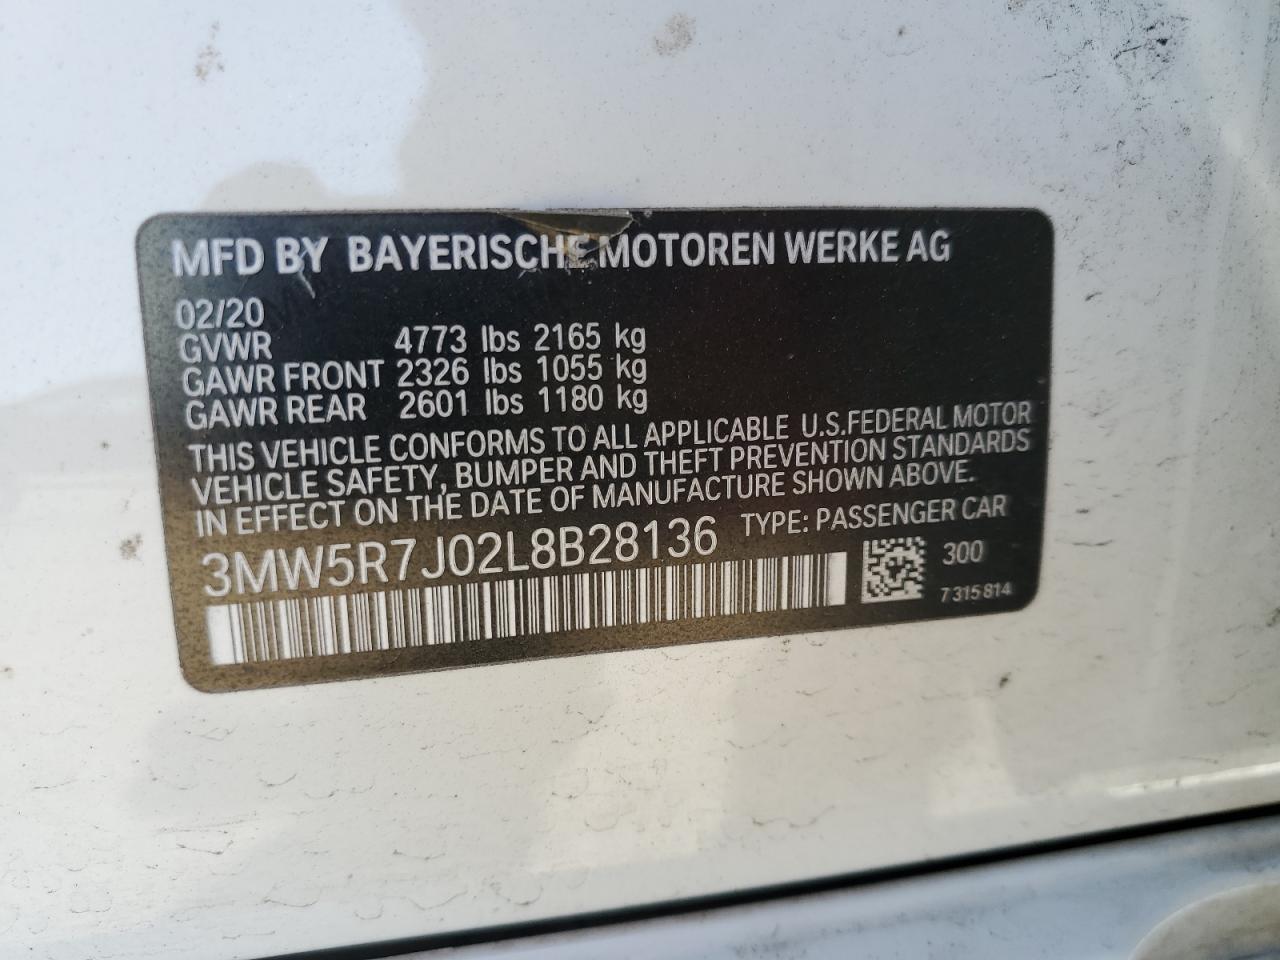 MFD BY BAYERISCHE MOTOREN WERKE AG
02/20
GVWR 4773 lbs 2165 kg
GAWR FRONT 2326 lbs 1055 kg
GAWR REAR 2601 lbs 1180 kg
THIS VEHICLE CONFORMS TO ALL APPLICABLE U.S.FEDERAL MOTOR
VEHICLE SAFETY, BUMPER AND THEFT PREVENTION STANDARDS
IN EFFECT ON THE DATE OF MANUFACTURE SHOWN ABOVE.
3MW5R7J02L8B28136 TYPE: PASSENGER CAR
300
7315814